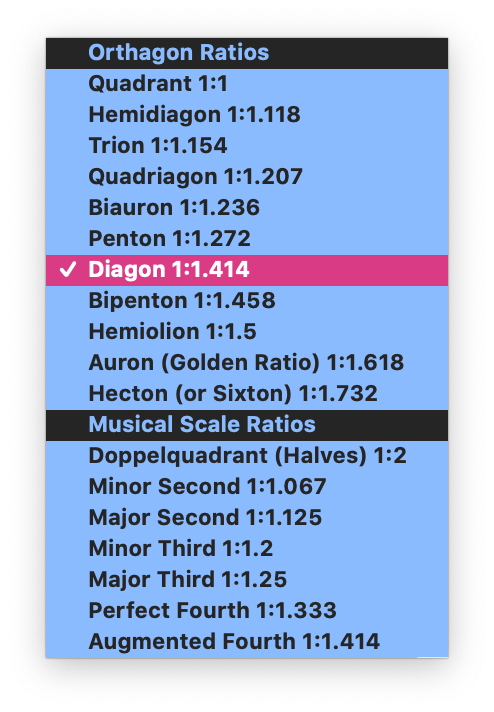 Orthagon Ratios
Quadrant 1:1
Hemidiagon 1:1.118
Trion 1:1.154
Quadriagon 1:1.207
Biauron 1:1.236
Penton 1:1.272
✓ Diagon 1:1.414
Bipenton 1:1.458
Hemiolion 1:1.5
Auron (Golden Ratio) 1:1.618
Hecton (or Sixton) 1:1.732
Musical Scale Ratios
Doppelquadrant (Halves) 1:2
Minor Second 1:1.067
Major Second 1:1.125
Minor Third 1:1.2
Major Third 1:1.25
Perfect Fourth 1:1.333
Augmented Fourth 1:1.414